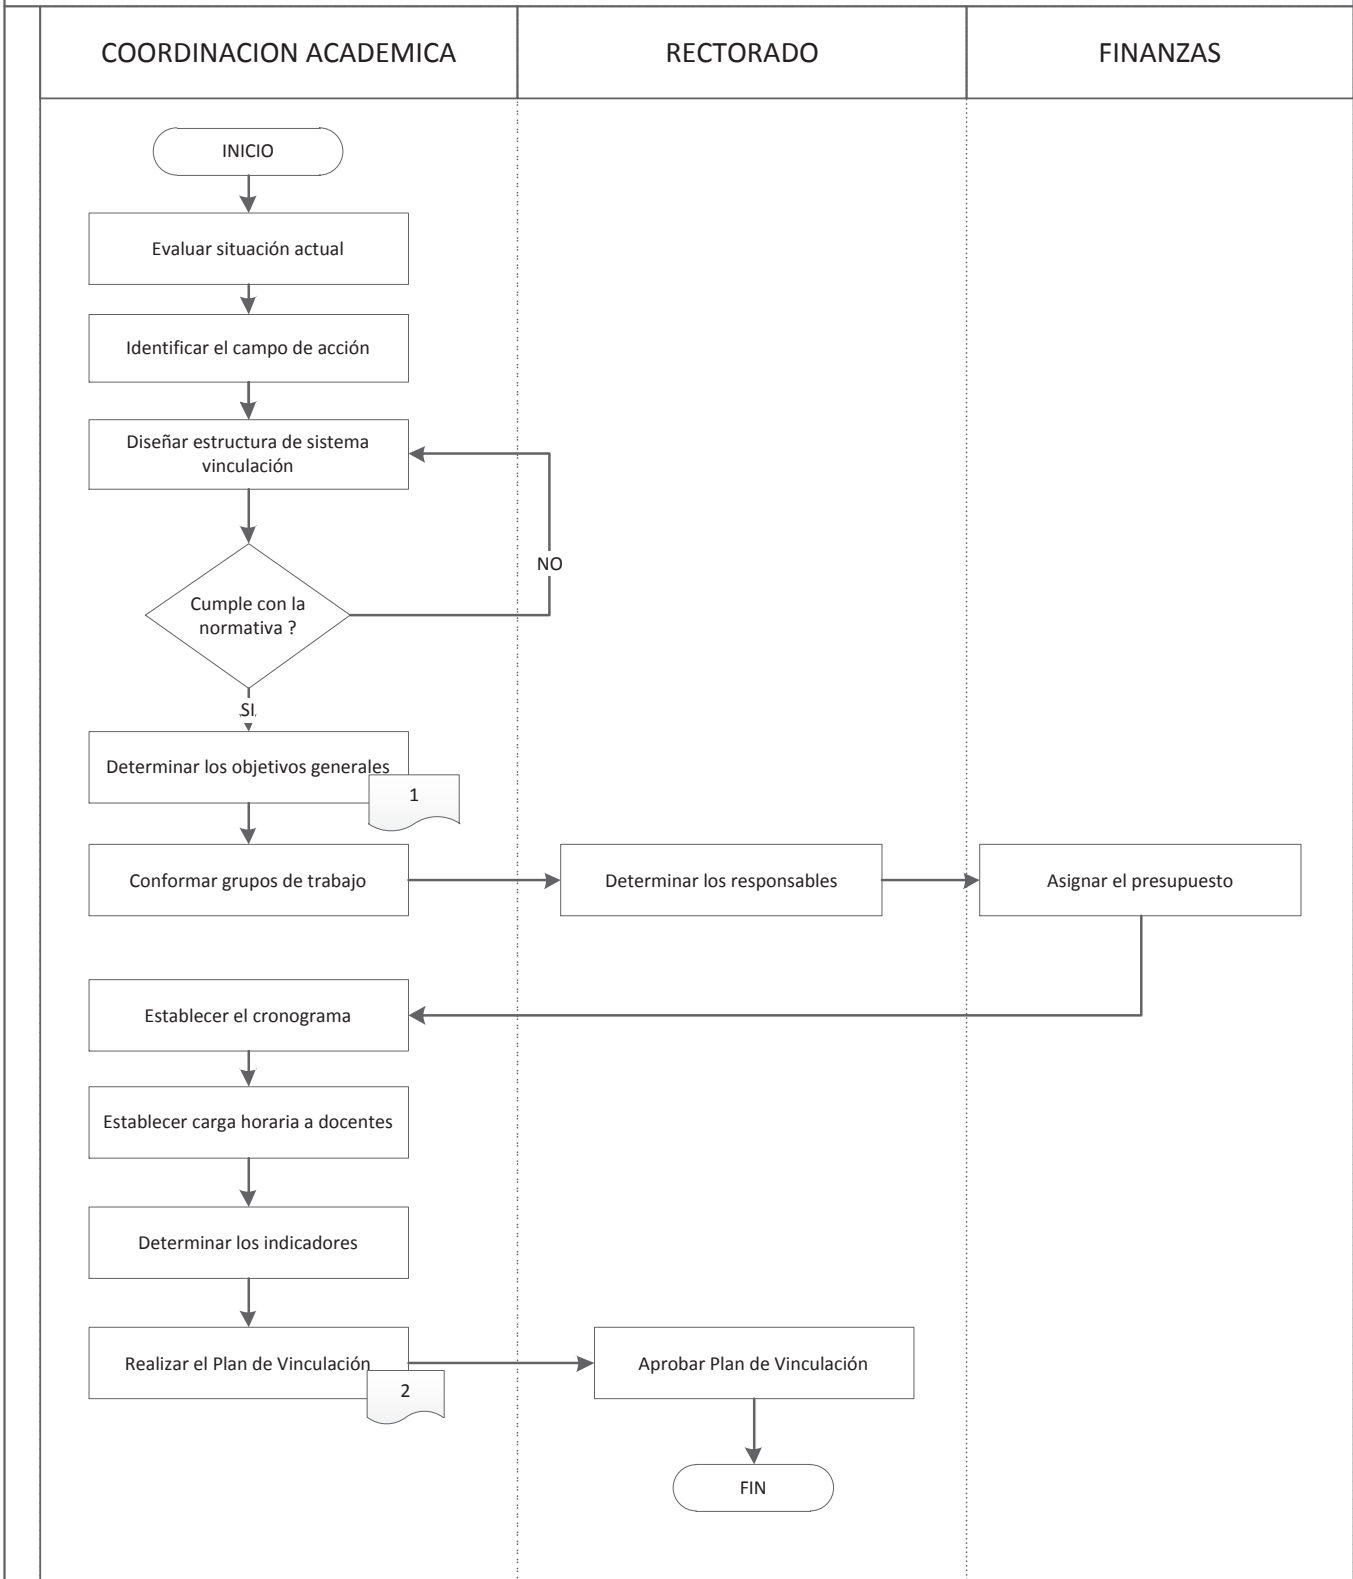 COORDINACION ACADEMICA
RECTORADO
FINANZAS
INICIO
Evaluar situación actual
Identificar el campo de acción
Diseñar estructura de sistema
vinculación
NO
Cumple con la
normativa ?
SI
Determinar los objetivos generales
1
Conformar grupos de trabajo
Determinar los responsables
Asignar el presupuesto
Establecer el cronograma
Establecer carga horaria a docentes
Determinar los indicadores
Realizar el Plan de Vinculación
Aprobar Plan de Vinculación
2
FIN